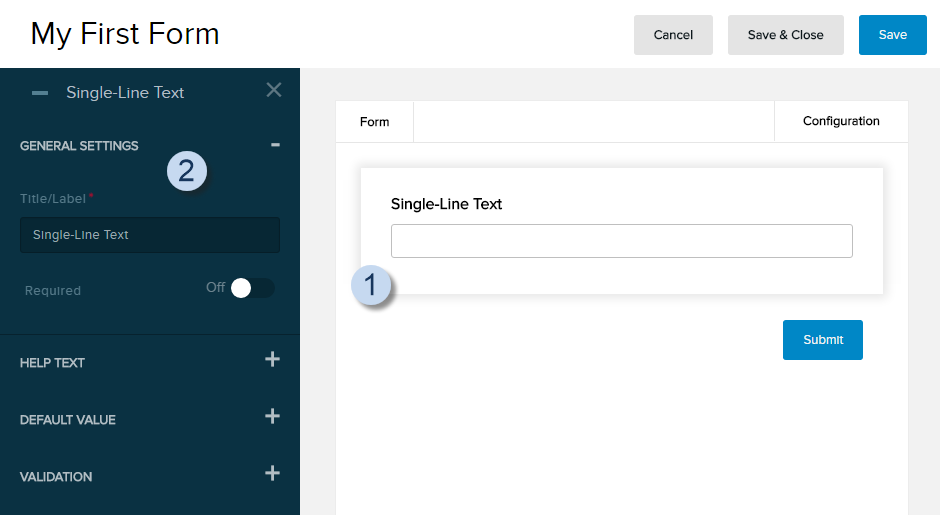 My First Form
Cancel
Save & Close
Save
Single-Line Text
GENERAL SETTINGS
2
Title/Label*
Single-Line Text
Required
Off
HELP TEXT
DEFAULT VALUE
VALIDATION
Form
Configuration
Single-Line Text
1
Submit